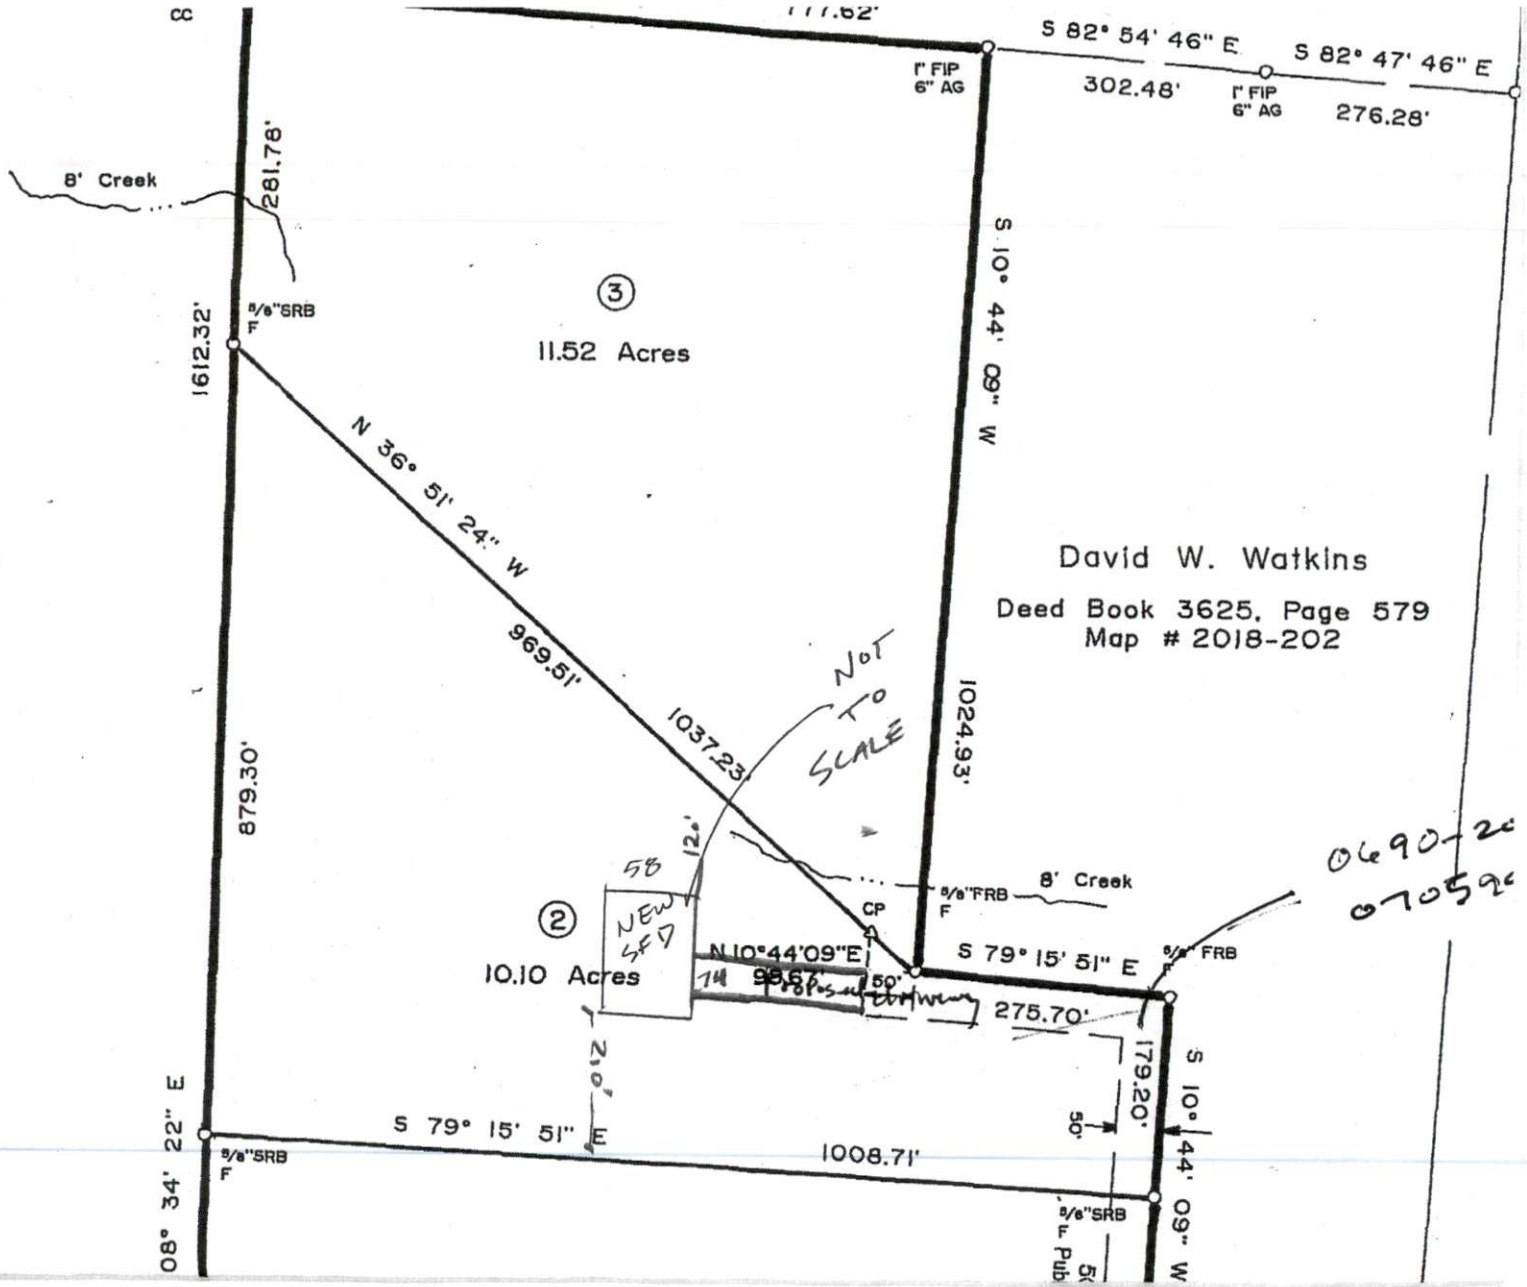 CC
777.62'
S 82° 54' 46" E
S 82° 47' 46" E
1" FIP
6" AG
302.48'
1" FIP
6" AG
276.28'
281.78'
8' Creek
S 10° 44' 09" W
3
5/8"SRB
F
1612.32'
11.52 Acres
N 36° 51' 24" W
David W. Watkins
Deed Book 3625, Page 579
Map # 2018-202
969.51'
NOT
TO
SCALE
1024.93'
1037.23'
879.30'
120'
58
NEW
SFD
8' Creek
5/8"FRB
F
CP
2
10.10 Acres
N 10°44'09"E
98.67'
74
Proposed driveway
50'
S 79° 15' 51" E
5/8" FRB
F
275.70'
179.20'
210'
50'
S 10° 44' 09" W
S 79° 15' 51" E
1008.71'
5/8"SRB
F
08° 34' 22" E
5/8"SRB
F
Pub